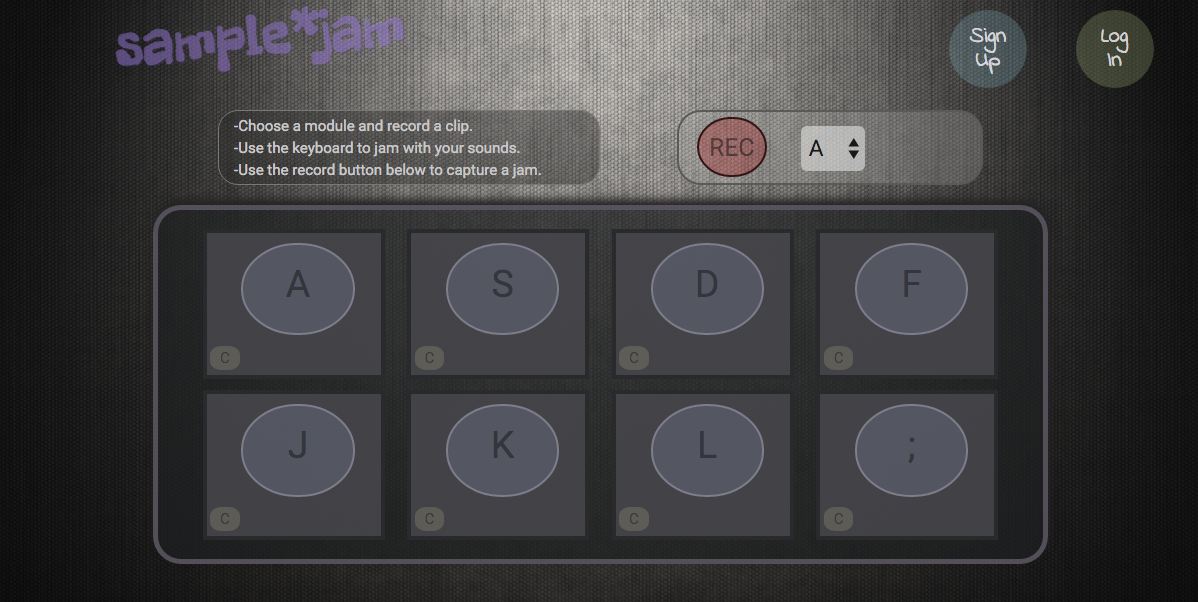 sample*jam
Sign
Up
Log
In
-Choose a module and record a clip.
-Use the keyboard to jam with your sounds.
-Use the record button below to capture a jam.
REC
A
A
S
D
F
C
C
C
C
J
K
L
;
C
C
C
C